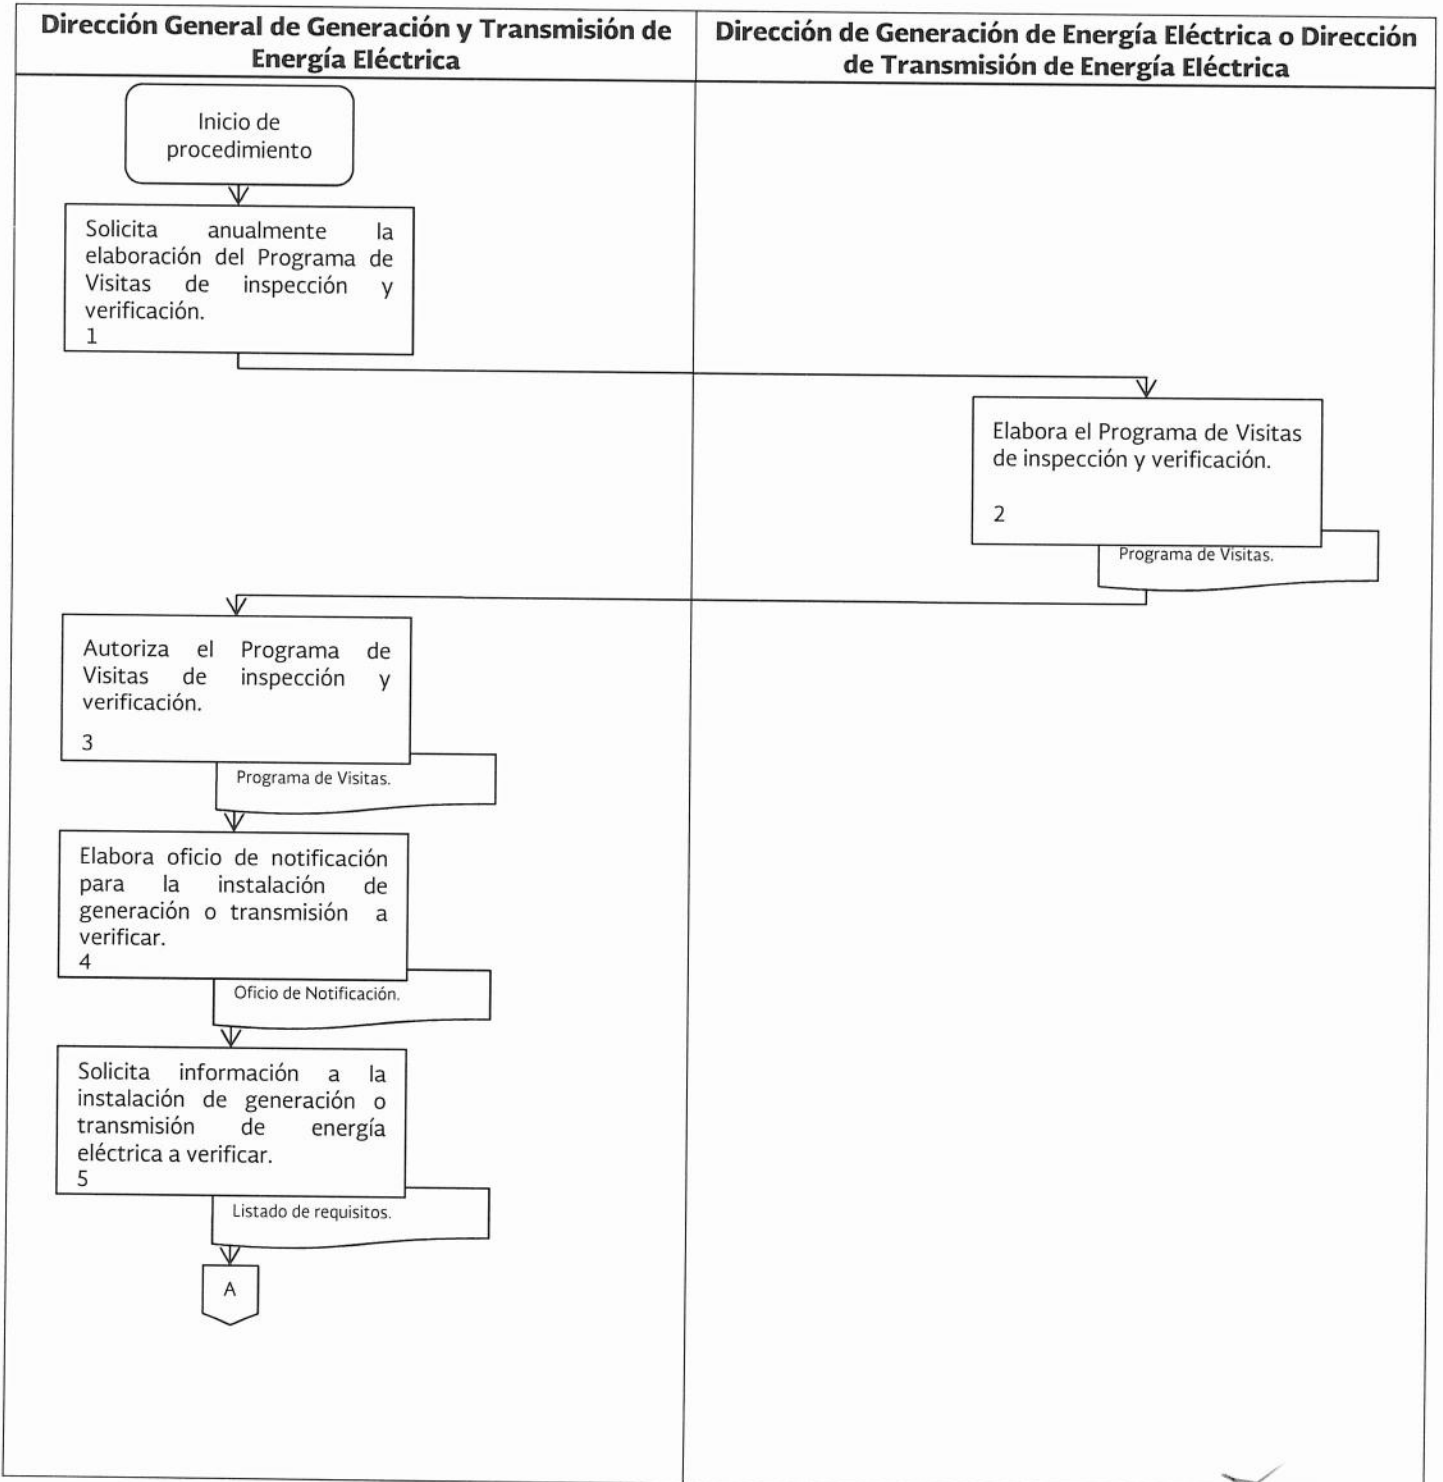 Dirección General de Generación y Transmisión de
Energía Eléctrica
Dirección de Generación de Energía Eléctrica o Dirección
de Transmisión de Energía Eléctrica
Inicio de
procedimiento
Solicita anualmente la
elaboración del Programa de
Visitas de inspección y
verificación.
1
Elabora el Programa de Visitas
de inspección y verificación.
2
Programa de Visitas.
Autoriza el Programa de
Visitas de inspección y
verificación.
3
Programa de Visitas.
Elabora oficio de notificación
para la instalación de
generación o transmisión a
verificar.
4
Oficio de Notificación.
Solicita información a la
instalación de generación o
transmisión de energía
eléctrica a verificar.
5
Listado de requisitos.
A